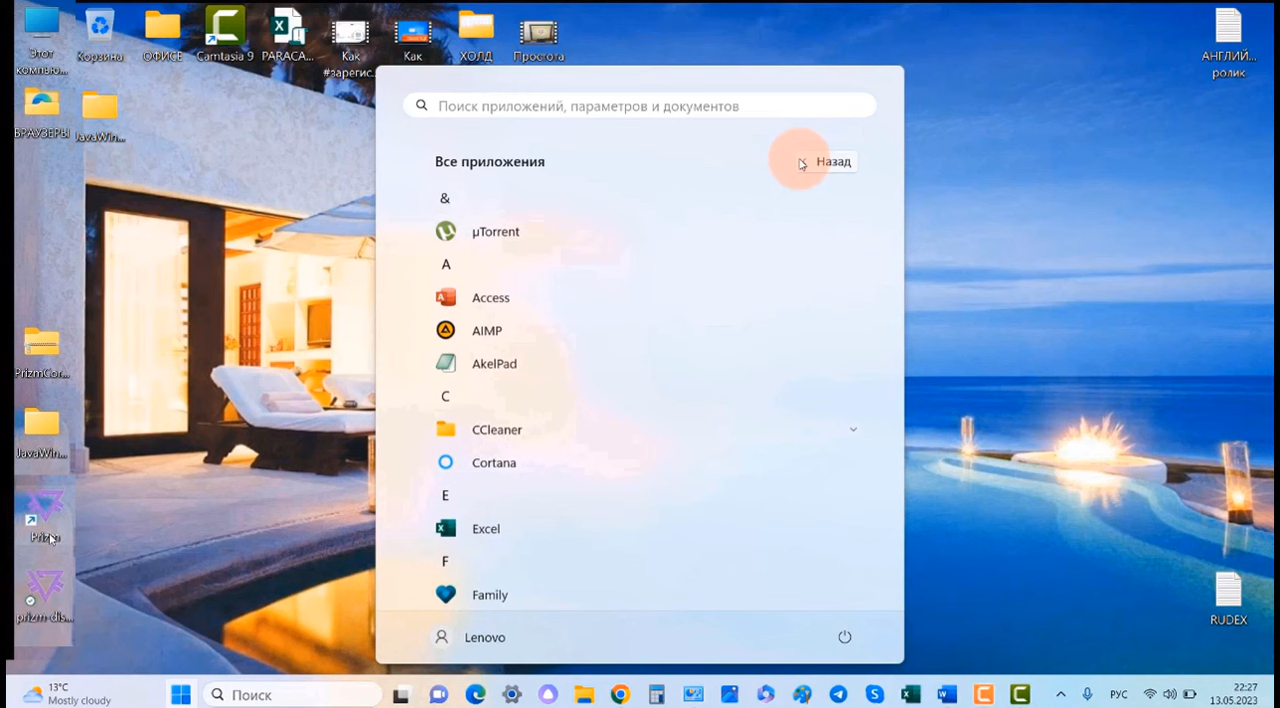 Этот
компью...
Корзина
ОФИСЕ
Camtasia 9
PARACA...
Как
#зарегис...
Как
ХОЛД
Простота
АНГЛИЙ...
ролик
БРАУЗЕРЫ
JavaWin...
Поиск приложений, параметров и документов
Все приложения
Назад
&
µTorrent
A
Access
AIMP
AkelPad
C
CCleaner
Cortana
E
Excel
F
Family
Lenovo
PrizmCor...
JavaWin...
Prizm
prizm-dis...
RUDEX
13°C
Mostly cloudy
Поиск
РУС
22:27
13.05.2023